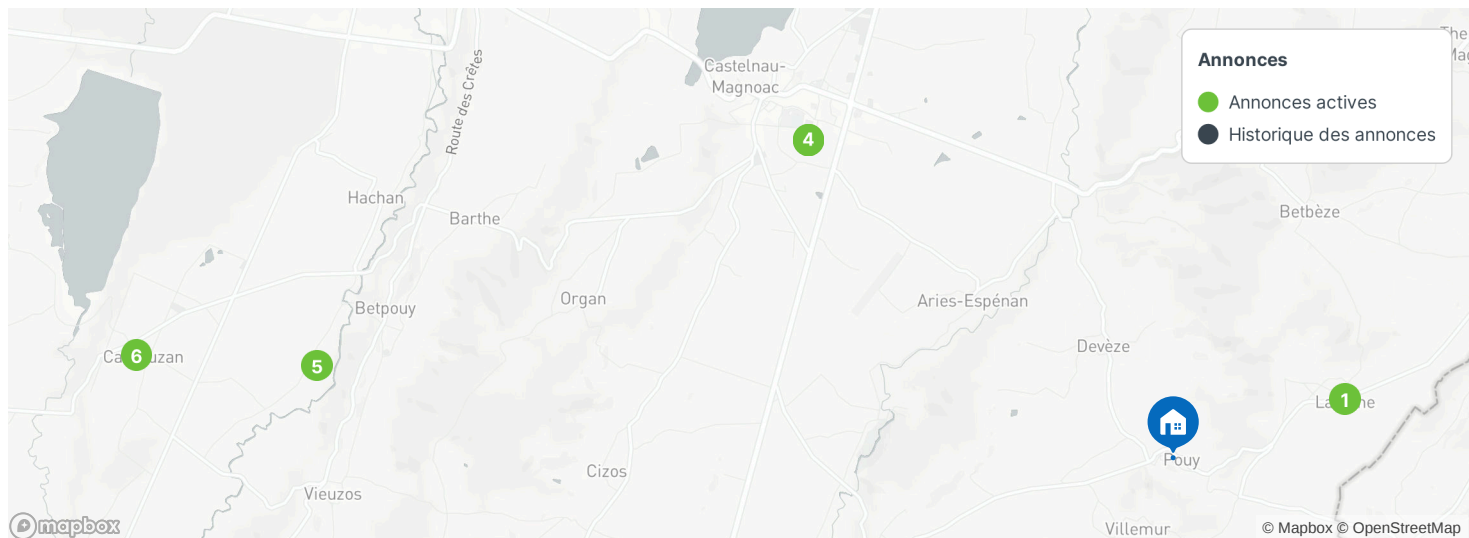 Castelnau-
Magnoac
Route des Crêtes
Annonces
Annonces actives
Historique des annonces
4
Hachan
Barthe
Betbèze
Organ
Aries-Espénan
Betpouy
Devèze
6
5
1
Pouy
Cizos
Vieuzos
Villemur
mapbox
© Mapbox © OpenStreetMap